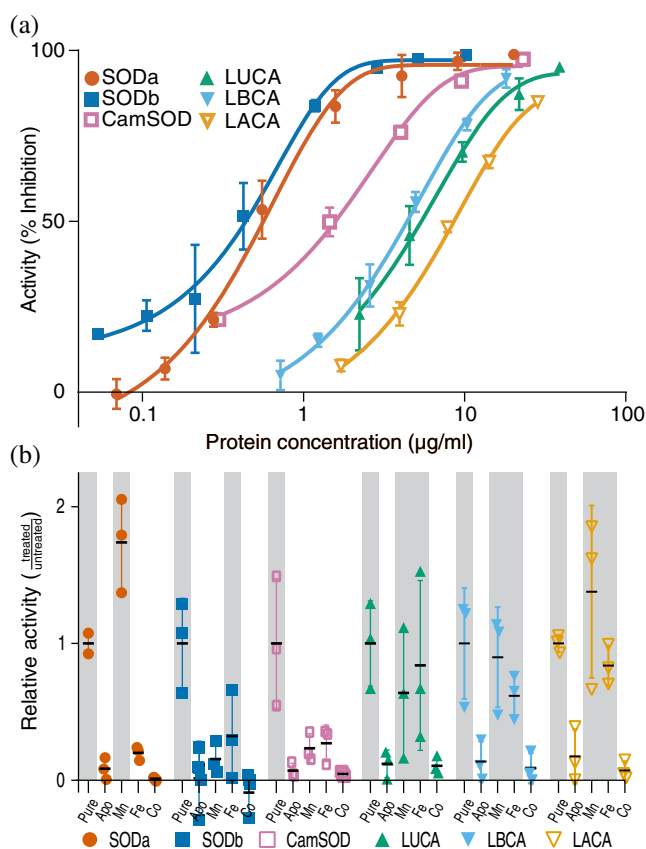 (a)
100
50
0
Activity (% Inhibition)
SODa
SODb
CamSOD
LUCA
LBCA
LACA
0.1 1 10 100
Protein concentration (µg/ml)
(b)
2
1
0
Relative activity (treated/untreated)
Pure Apo Mn Fe Co Pure Apo Mn Fe Co Pure Apo Mn Fe Co Pure Apo Mn Fe Co Pure Apo Mn Fe Co Pure Apo Mn Fe Co
SODa SODb CamSOD LUCA LBCA LACA